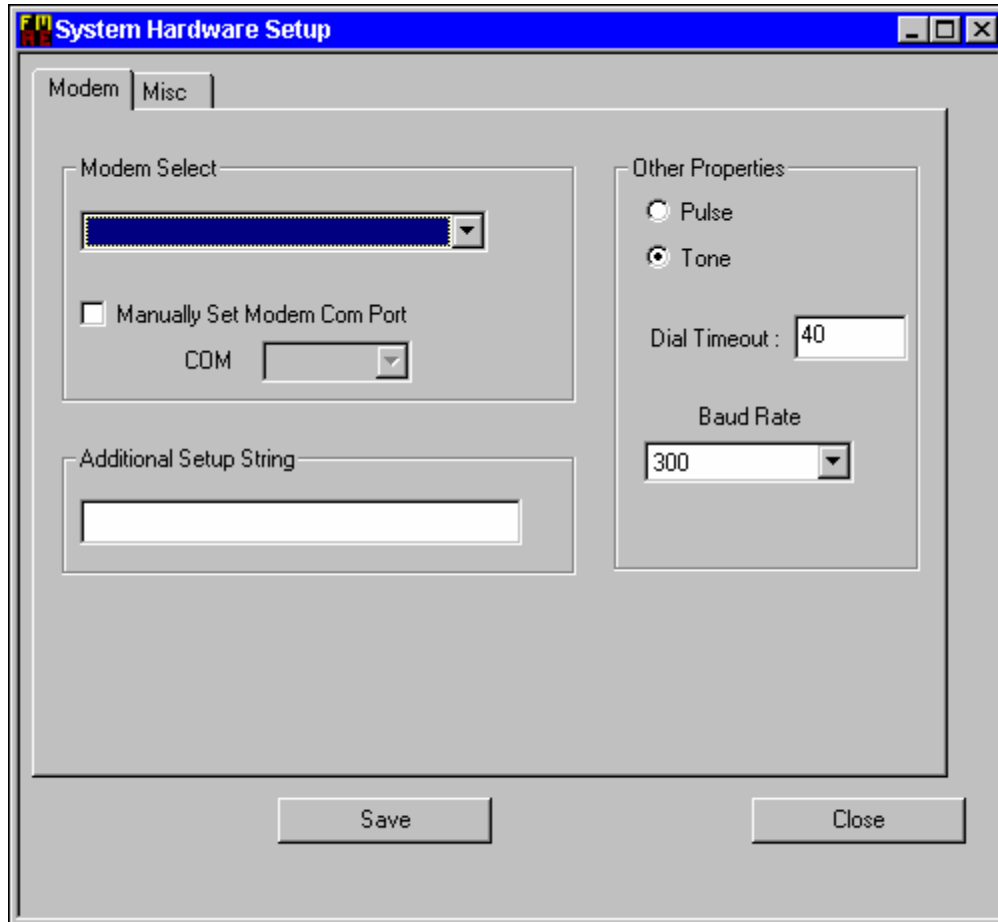 System Hardware Setup
Modem
Misc
Modem Select
Manually Set Modem Com Port
COM
Additional Setup String
Other Properties
Pulse
Tone
Dial Timeout : 40
Baud Rate
300
Save
Close